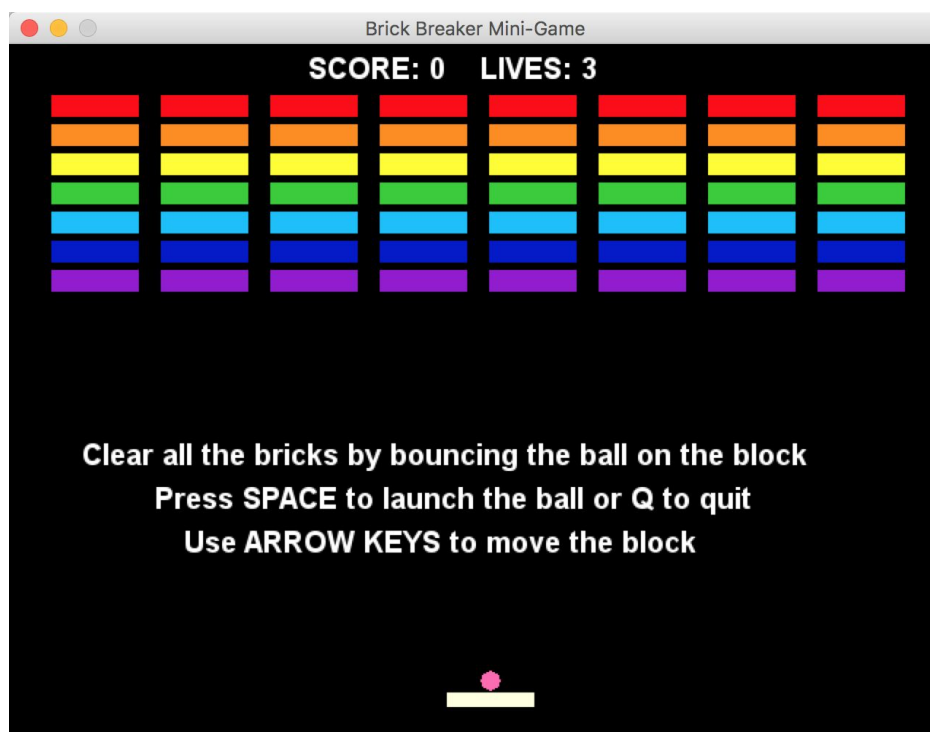 Brick Breaker Mini-Game
SCORE: 0 LIVES: 3
Clear all the bricks by bouncing the ball on the block
Press SPACE to launch the ball or Q to quit
Use ARROW KEYS to move the block